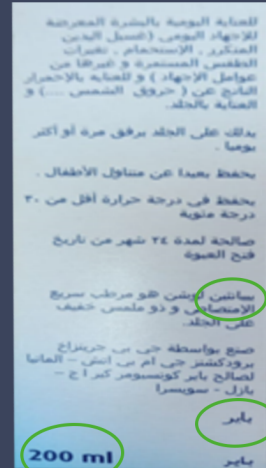 للعناية اليومية بالبشرة المعرضة
للإجهاد اليومي (غسيل اليدين
المتكرر ، الإستحمام ، تغيرات
الطقس المستمرة و غيرها من
عوامل الإجهاد ) و للعناية بالإحمرار
الناتج عن ( حروق الشمس ....) و
العناية بالجلد.
يدلك على الجلد برفق مرة أو أكثر
يوميا .
يحفظ بعيدا عن متناول الأطفال .
يحفظ في درجة حرارة أقل من ٣٠
درجة مئوية
صالحة لمدة ٢٤ شهر من تاريخ
فتح العبوة
بيبانثين لوشن هو مرطب سريع
الإمتصاص و ذو ملمس خفيف
على الجلد.
صنع بواسطة جي بي جرينزاخ
برودكشنز جي ام بي اتش – المانيا
لصالح باير كونسيومر كير ا ج –
بازل - سويسرا
باير
باير
200 ml